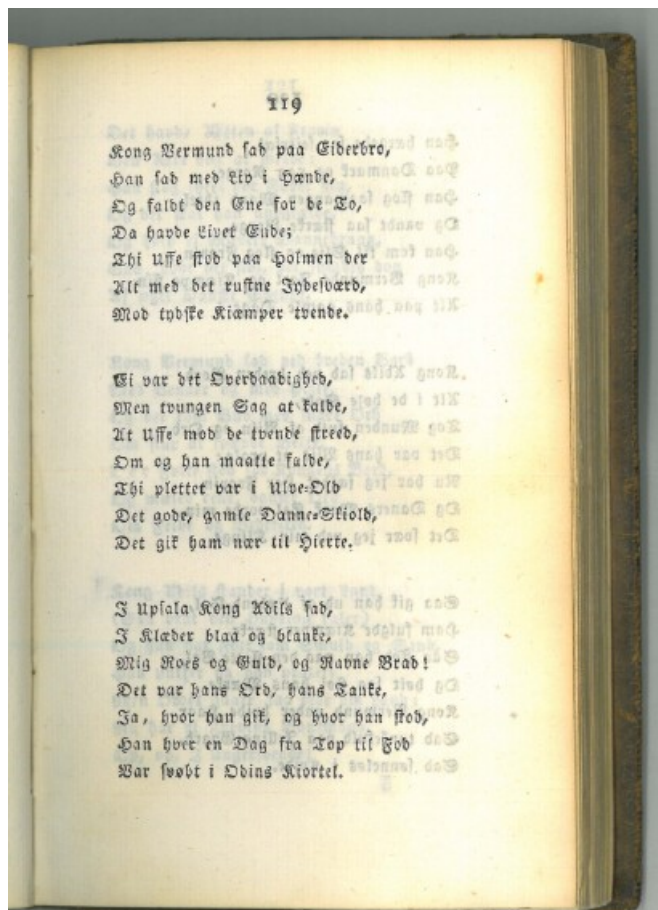 119
Kong Vermund sad paa Eiderbro,
Han sad med Liv i Hænde,
Og faldt den Ene for de To,
Da havde Livet Ende;
Thi Uffe stod paa Holmen der
Alt med det rustne Jydesværd,
Mod tydske Kiæmper tvende.
Ei var det Overdaadighed,
Men tvungen Sag at kalde,
At Uffe mod de tvende streed,
Om og han maatte falde,
Thi plettet var i Ulve-Old
Det gode, gamle Danne-Skiold,
Det gik ham nær til Hierte.
I Upsala Kong Adils sad,
I Klæder blaa og blanke,
Mig Roes og Guld, og Ravne Brad!
Det var hans Ord, hans Tanke,
Ja, hvor han gik, og hvor han stod,
Han hver en Dag fra Top til Fod
Var svøbt i Odins Kiortel.